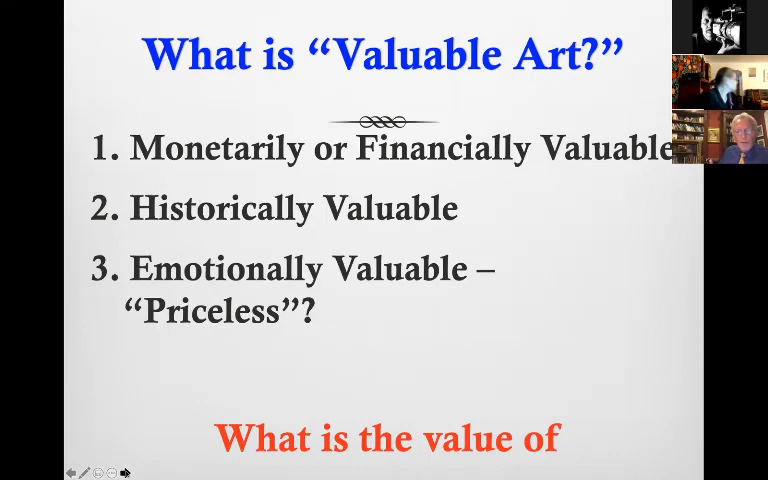 What is “Valuable Art?”
1. Monetarily or Financially Valuable
2. Historically Valuable
3. Emotionally Valuable –
“Priceless”?
What is the value of